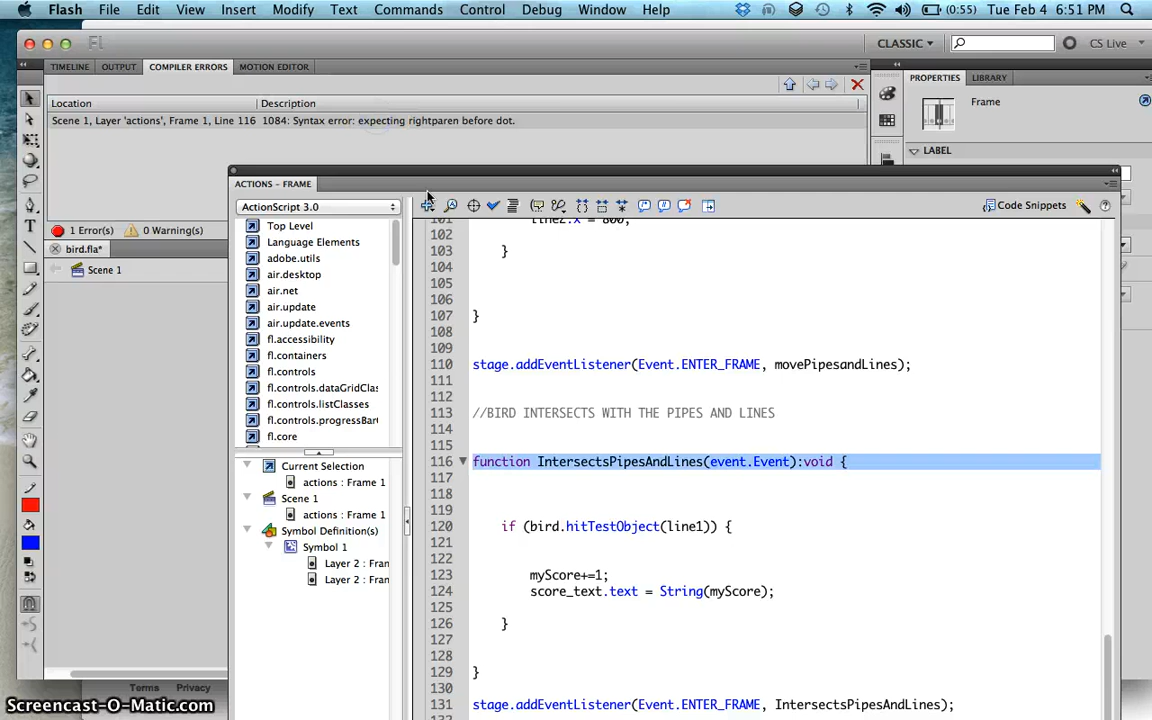 Flash File Edit View Insert Modify Text Commands Control Debug Window Help (0:55) Tue Feb 4 6:51 PM
Fl CLASSIC CS Live
TIMELINE OUTPUT COMPILER ERRORS MOTION EDITOR
PROPERTIES LIBRARY
Location Description
Frame
Scene 1, Layer 'actions', Frame 1, Line 116 1084: Syntax error: expecting rightparen before dot.
LABEL
ACTIONS - FRAME
ActionScript 3.0
Code Snippets
1 Error(s) 0 Warning(s)
bird.fla*
Scene 1
Top Level
Language Elements
adobe.utils
air.desktop
air.net
air.update
air.update.events
fl.accessibility
fl.containers
fl.controls
fl.controls.dataGridClas
fl.controls.listClasses
fl.controls.progressBar
fl.core
Current Selection
actions : Frame 1
Scene 1
actions : Frame 1
Symbol Definition(s)
Symbol 1
Layer 2 : Fran
Layer 2 : Fran
101 line2.x = 800;
102
103 }
104
105
106
107 }
108
109
110 stage.addEventListener(Event.ENTER_FRAME, movePipesandLines);
111
112
113 //BIRD INTERSECTS WITH THE PIPES AND LINES
114
115
116 function IntersectsPipesAndLines(event.Event):void {
117
118
119
120 if (bird.hitTestObject(line1)) {
121
122
123 myScore+=1;
124 score_text.text = String(myScore);
125
126 }
127
128
129 }
130
131 stage.addEventListener(Event.ENTER_FRAME, IntersectsPipesAndLines);
132
Terms Privacy
Screencast-O-Matic.com